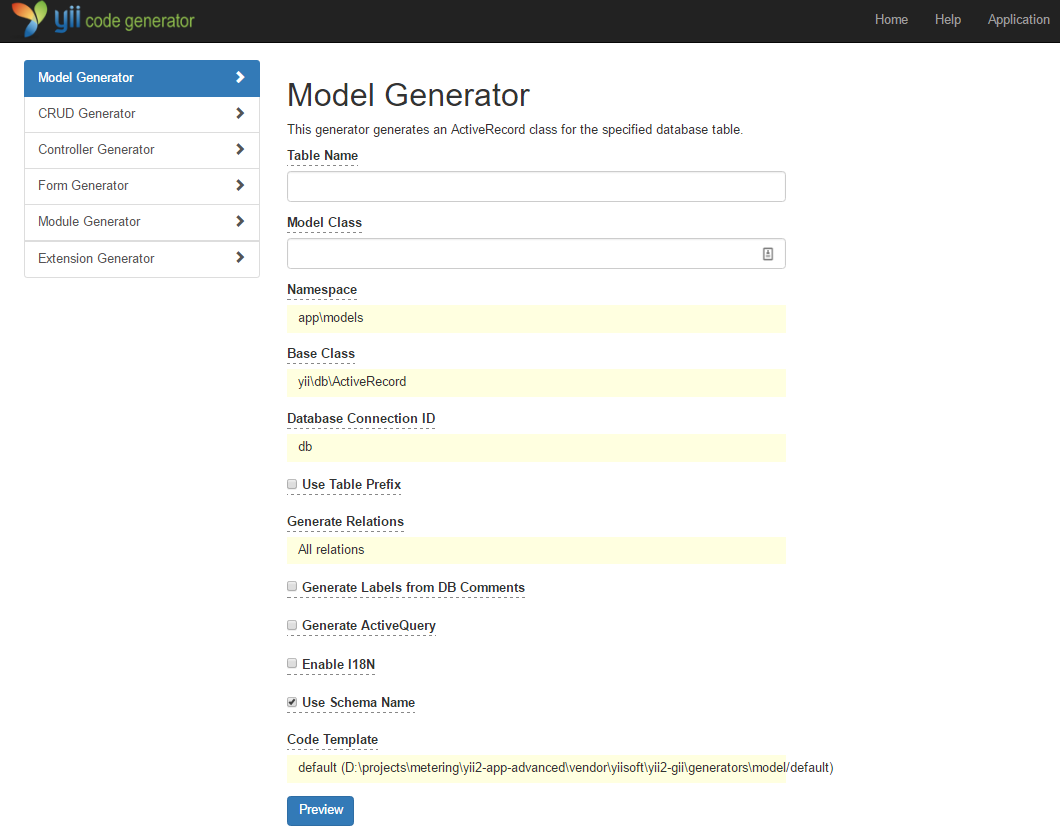 yii code generator
Home Help Application
Model Generator
CRUD Generator
Controller Generator
Form Generator
Module Generator
Extension Generator
Model Generator
This generator generates an ActiveRecord class for the specified database table.
Table Name
Model Class
Namespace
app\models
Base Class
yii\db\ActiveRecord
Database Connection ID
db
Use Table Prefix
Generate Relations
All relations
Generate Labels from DB Comments
Generate ActiveQuery
Enable I18N
Use Schema Name
Code Template
default (D:\projects\metering\yii2-app-advanced\vendor\yiisoft\yii2-gii\generators\model/default)
Preview